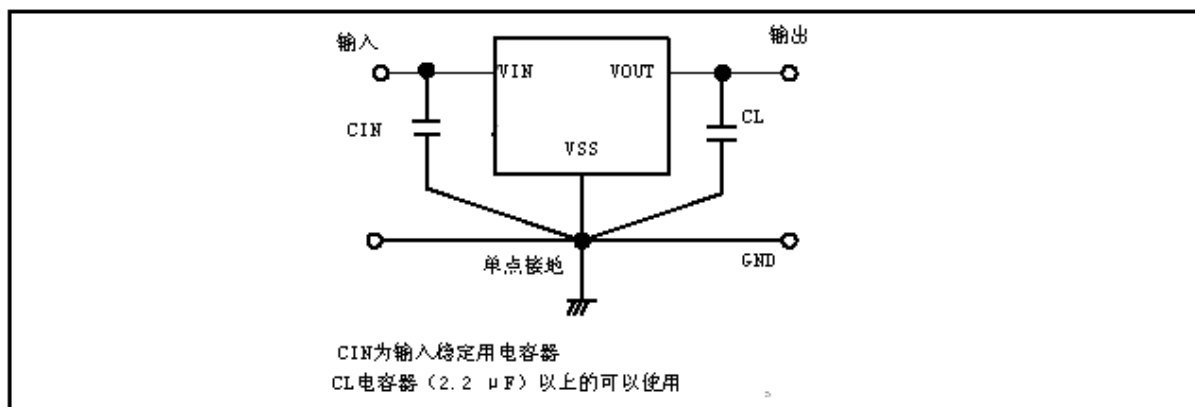 输入
输出
VIN
VOUT
CIN
CL
VSS
单点接地
GND
CIN为输入稳定用电容器
CL电容器（2.2 μF）以上的可以使用